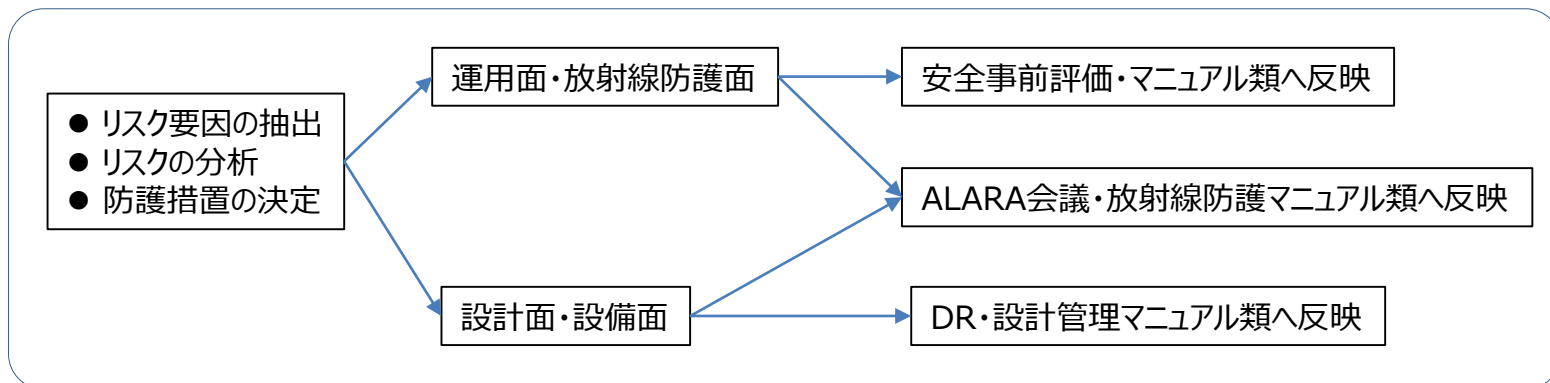 ● リスク要因の抽出
● リスクの分析
● 防護措置の決定
運用面・放射線防護面
設計面・設備面
安全事前評価・マニュアル類へ反映
ALARA会議・放射線防護マニュアル類へ反映
DR・設計管理マニュアル類へ反映